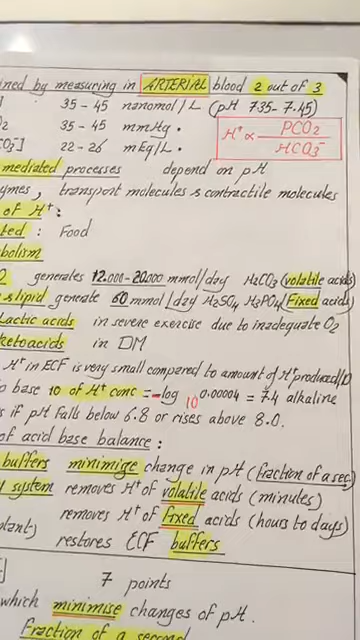 ined by measuring in ARTERIAL blood 2 out of 3
] 35-45 nanomol/L (pH 7.35-7.45)
O2 35-45 mmHg.
CO3-] 22-26 mEq/L.
H+ ∝ PCO2 / HCO3-
mediated processes depend on pH
ymes, transport molecules & contractile molecules
of H+:
ted: Food
bolism
generates 12.000-20.000 mmol/day H2CO3 (volatile acids)
& lipid generate 60 mmol/day H2SO4 H3PO4 (Fixed acids)
Lactic acids in severe exercise due to inadequate O2
ketoacids in DM
H+ in ECF is very small compared to amount of H+ produced/D
o base 10 of H+ conc = -log 10 0.00004 = 7.4 alkaline
s if pH falls below 6.8 or rises above 8.0.
of acid base balance:
buffers minimize change in pH (fraction of a sec)
y system removes H+ of volatile acids (minutes)
removes H+ of fixed acids (hours to days)
plant) restores ECF buffers
7 points
which minimise changes of pH.
fraction of a second